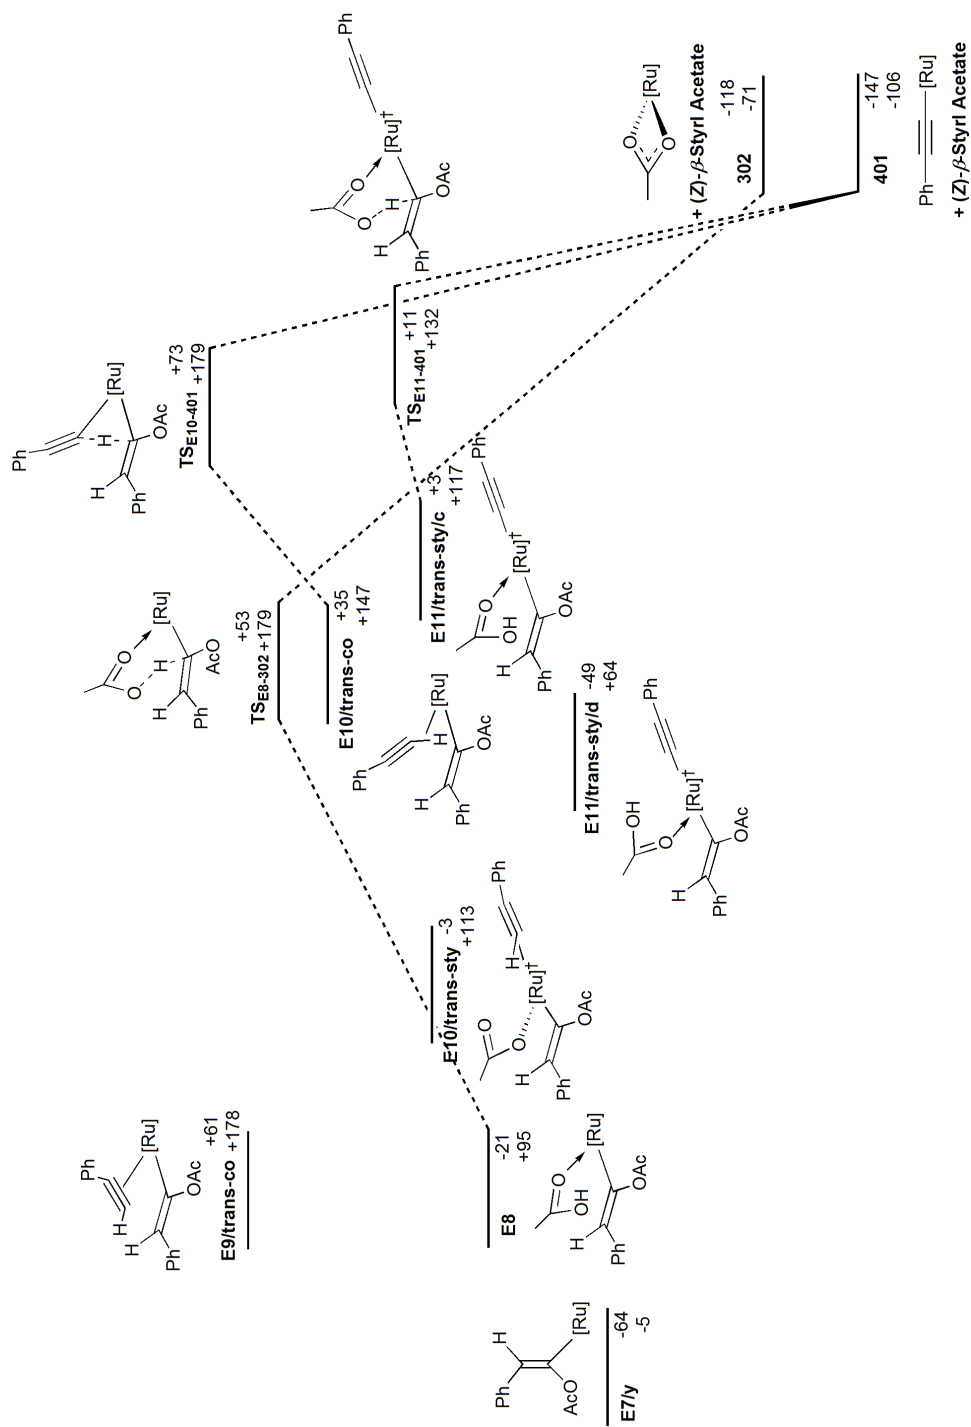 Ph
H
AcO
[Ru]
E7/y
-64
-5
Ph
H
H
Ph
[Ru]
OAc
E9/trans-co
+61
+178
E8
-21
+95
O
OH
H
Ph
[Ru]
OAc
E10/trans-sty
-3
+113
O
O
H
Ph
H
Ph
[Ru]†
OAc
O
O
H
H
Ph
[Ru]
AcO
TSE8-302
+53
+179
E10/trans-co
+35
+147
Ph
H
H
Ph
[Ru]
OAc
E11/trans-sty/d
-49
+64
OH
O
H
Ph
[Ru]†
OAc
Ph
E11/trans-sty/c
+3
+117
O
OH
H
Ph
[Ru]†
OAc
Ph
Ph
H
H
Ph
[Ru]
OAc
TSE10-401
+73
+179
TSE11-401
+11
+132
O
O
H
H
Ph
[Ru]†
OAc
Ph
O
O
[Ru]
+ (Z)-β-Styrl Acetate
302
-118
-71
401
-147
-106
Ph
[Ru]
+ (Z)-β-Styrl Acetate